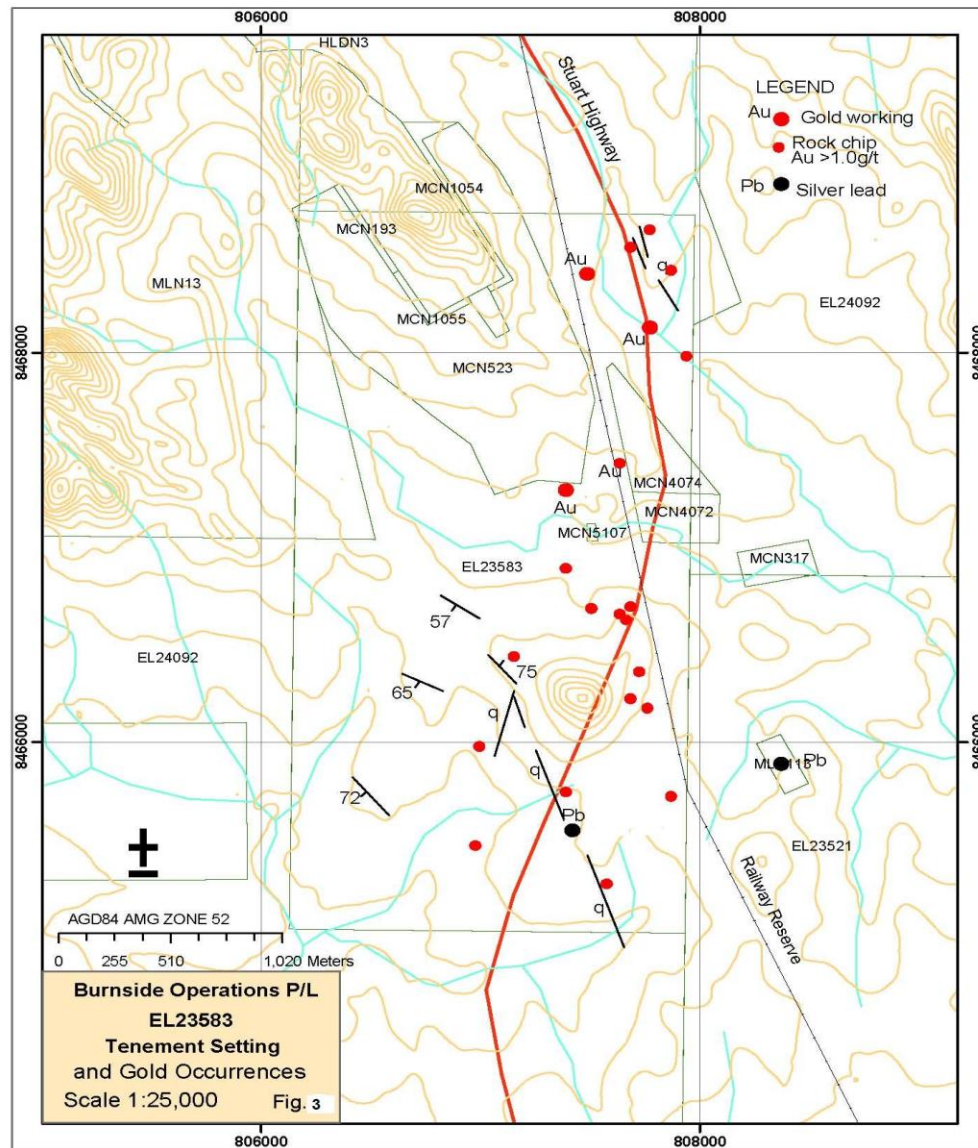 806000
808000
HLDN3
Stuart Highway
LEGEND
Au Gold working
Rock chip
Au >1.0g/t
Pb Silver lead
MCN1054
MCN193
q
Au
MLN13
EL24092
MCN1055
Au
8468000
8468000
MCN523
Au
MCN4074
Au
MCN4072
MCN5107
MCN317
EL23583
57
EL24092
75
65
q
8466000
8466000
q
Pb
72
Pb
EL23521
q
Railway Reserve
AGD84 AMG ZONE 52
0 255 510 1,020 Meters
Burnside Operations P/L
EL23583
Tenement Setting
and Gold Occurrences
Scale 1:25,000 Fig. 3
806000
808000